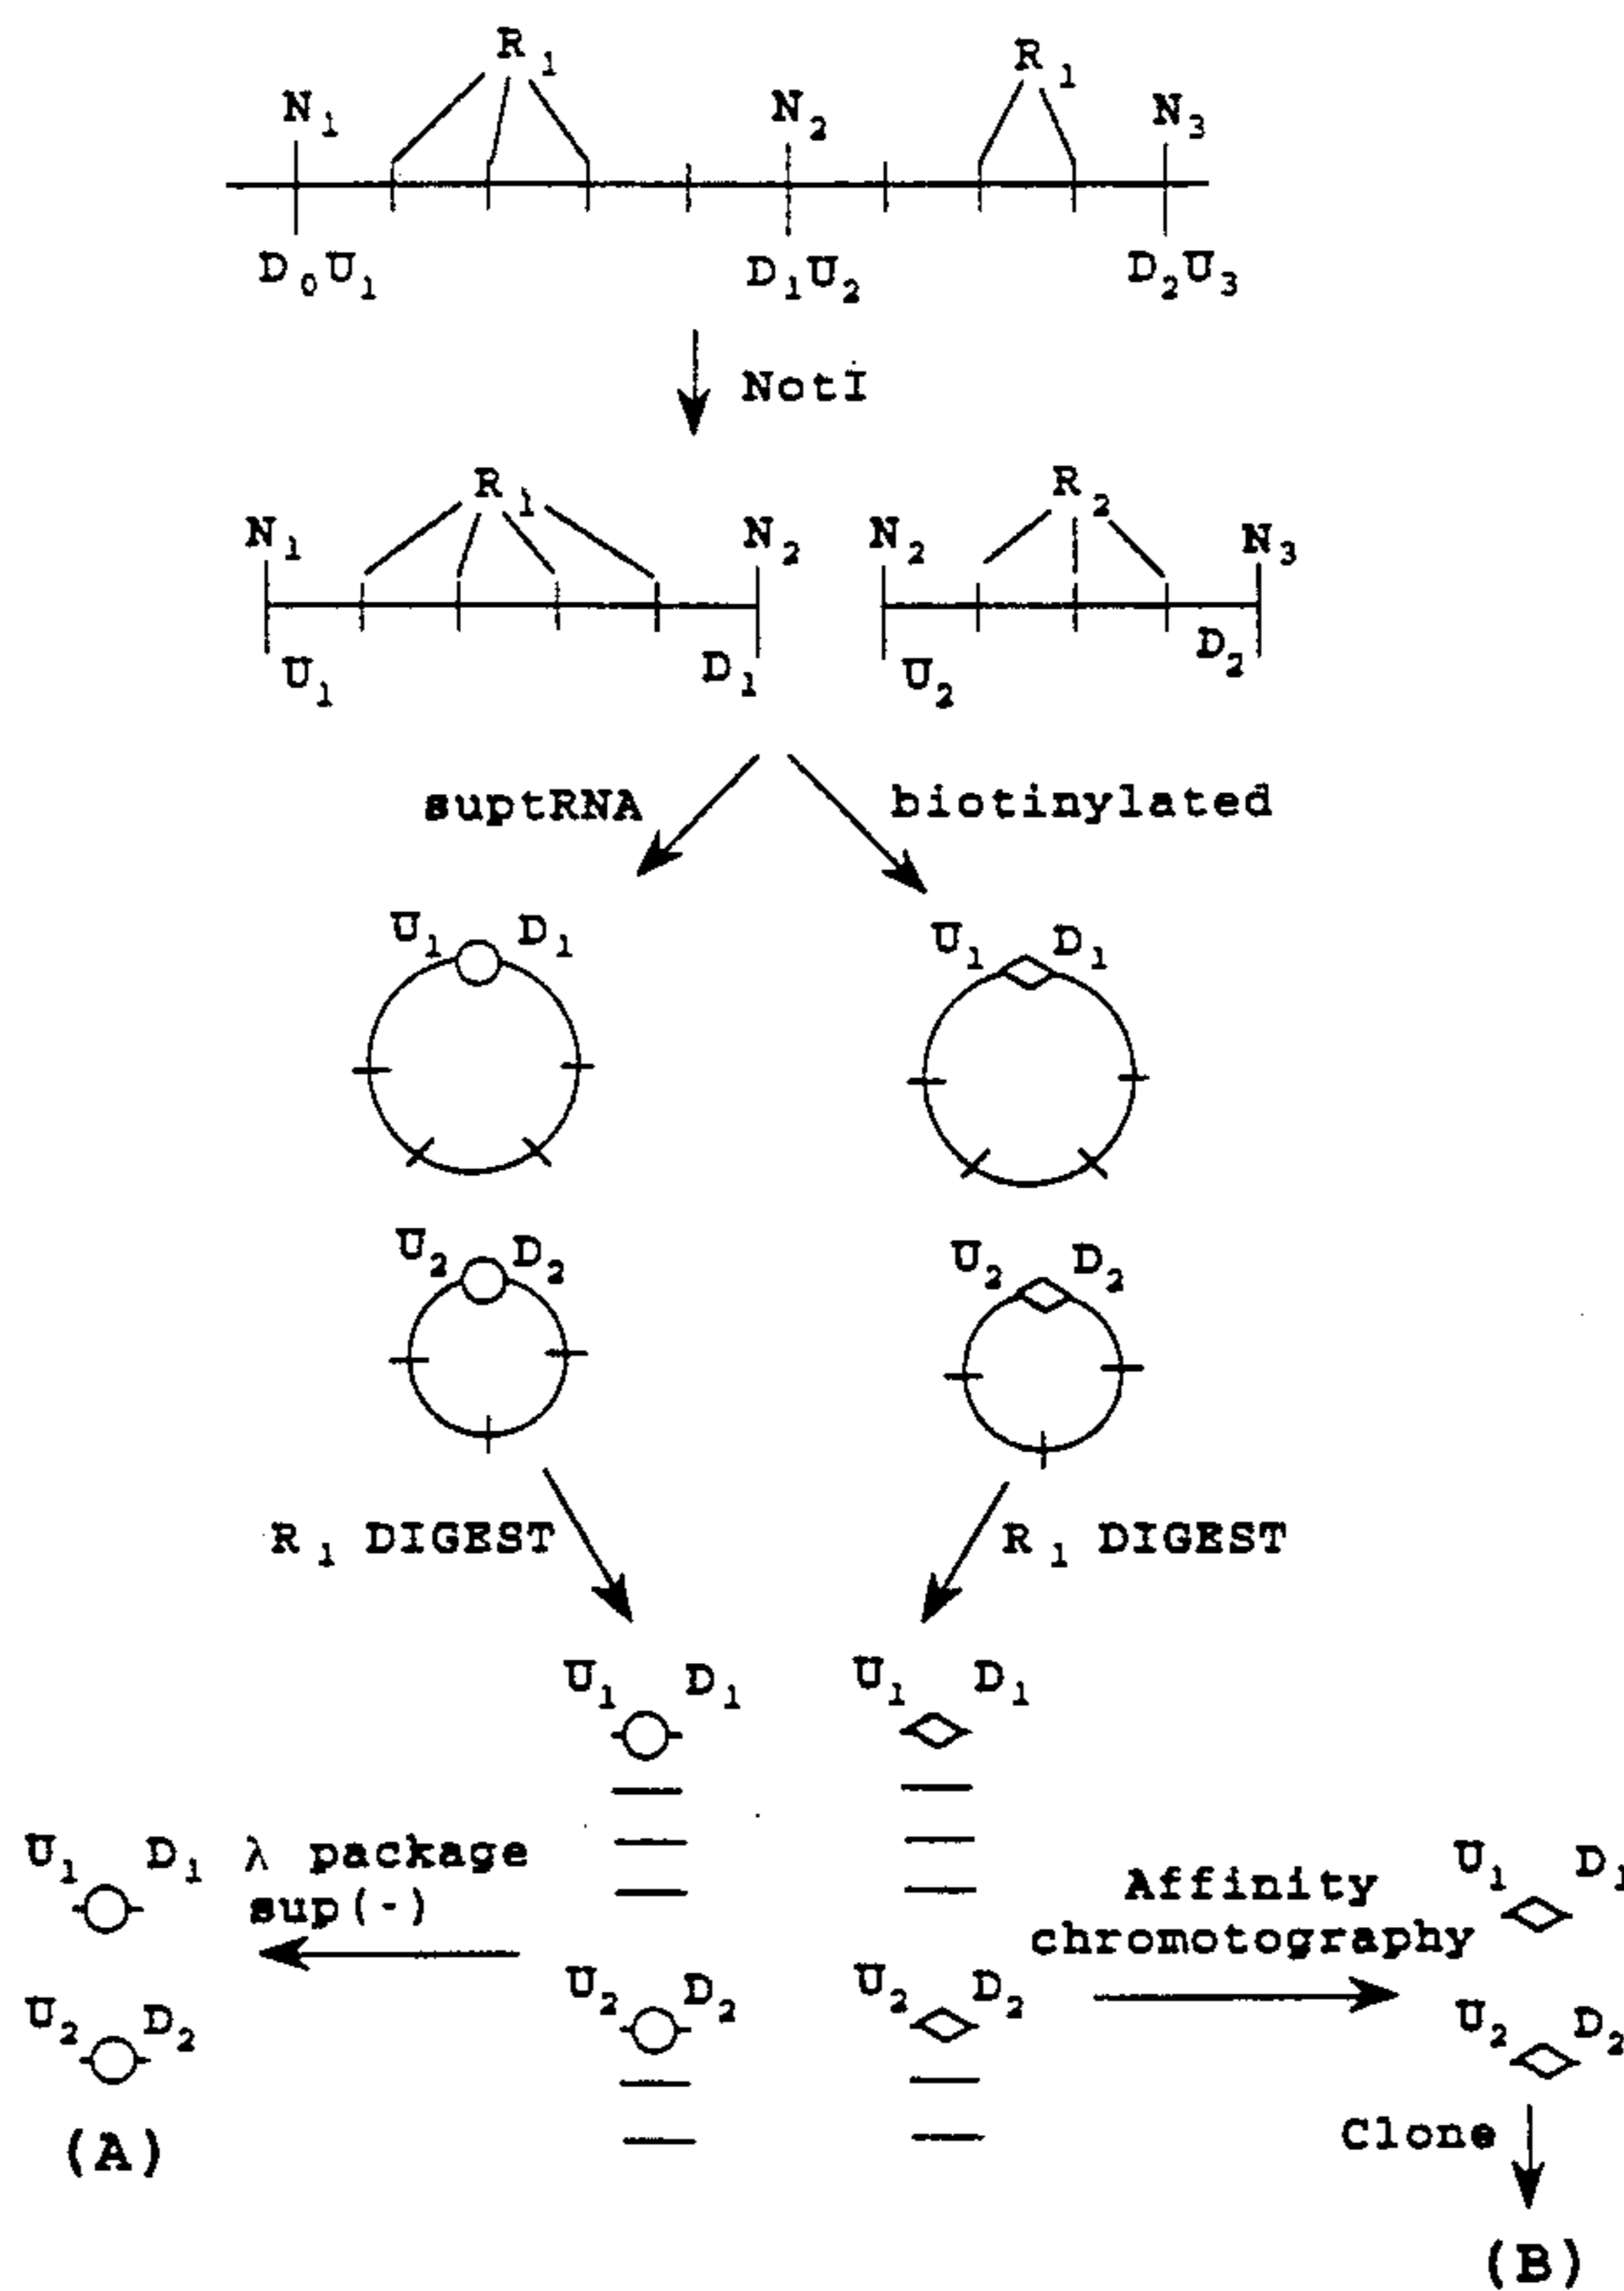 R₁ R₁
N₁ N₂ N₃
D₀U₁ D₁U₂ D₂U₃
NotI
R₁ R₂
N₁ N₂ N₂ N₃
U₁ D₁ U₂ D₂
suptRNA biotinylated
U₁ D₁ U₁ D₁
U₂ D₂ U₂ D₂
R₁ DIGEST R₁ DIGEST
U₁ D₁ U₁ D₁
U₁ D₁ λ package
sup(-)
Affinity
chromotography
U₁ D₁
U₂ D₂ U₂ D₂ U₂ D₂ U₂ D₂
(A)
Clone
(B)